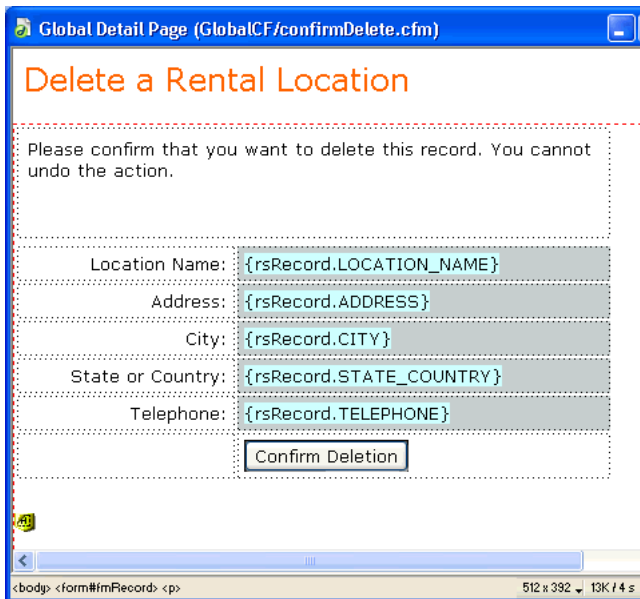 Global Detail Page (GlobalCF/confirmDelete.cfm)
Delete a Rental Location
Please confirm that you want to delete this record. You cannot
undo the action.
Location Name: {rsRecord.LOCATION_NAME}
Address: {rsRecord.ADDRESS}
City: {rsRecord.CITY}
State or Country: {rsRecord.STATE_COUNTRY}
Telephone: {rsRecord.TELEPHONE}
Confirm Deletion
<body> <form#fmRecord> <p> 512 x 392 13K / 4 s